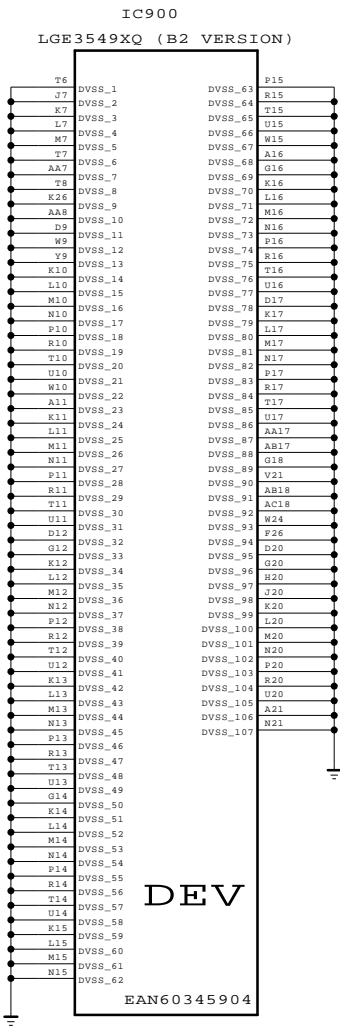 IC900
LGE3549XQ (B2 VERSION)
T6 DVSS_1 DVSS_63 P15
J7 DVSS_2 DVSS_64 R15
K7 DVSS_3 DVSS_65 T15
L7 DVSS_4 DVSS_66 U15
M7 DVSS_5 DVSS_67 W15
T7 DVSS_6 DVSS_68 A16
AA7 DVSS_7 DVSS_69 G16
T8 DVSS_8 DVSS_70 K16
K26 DVSS_9 DVSS_71 L16
AA8 DVSS_10 DVSS_72 M16
D9 DVSS_11 DVSS_73 N16
W9 DVSS_12 DVSS_74 P16
Y9 DVSS_13 DVSS_75 R16
K10 DVSS_14 DVSS_76 T16
L10 DVSS_15 DVSS_77 U16
M10 DVSS_16 DVSS_78 D17
N10 DVSS_17 DVSS_79 K17
P10 DVSS_18 DVSS_80 L17
R10 DVSS_19 DVSS_81 M17
T10 DVSS_20 DVSS_82 N17
U10 DVSS_21 DVSS_83 P17
W10 DVSS_22 DVSS_84 R17
A11 DVSS_23 DVSS_85 T17
K11 DVSS_24 DVSS_86 U17
L11 DVSS_25 DVSS_87 AA17
M11 DVSS_26 DVSS_88 AB17
N11 DVSS_27 DVSS_89 G18
P11 DVSS_28 DVSS_90 V21
R11 DVSS_29 DVSS_91 AB18
T11 DVSS_30 DVSS_92 AC18
U11 DVSS_31 DVSS_93 W24
D12 DVSS_32 DVSS_94 F26
G12 DVSS_33 DVSS_95 D20
K12 DVSS_34 DVSS_96 G20
L12 DVSS_35 DVSS_97 H20
M12 DVSS_36 DVSS_98 J20
N12 DVSS_37 DVSS_99 K20
P12 DVSS_38 DVSS_100 L20
R12 DVSS_39 DVSS_101 M20
T12 DVSS_40 DVSS_102 N20
U12 DVSS_41 DVSS_103 P20
K13 DVSS_42 DVSS_104 R20
L13 DVSS_43 DVSS_105 U20
M13 DVSS_44 DVSS_106 A21
N13 DVSS_45 DVSS_107 N21
P13 DVSS_46
R13 DVSS_47
T13 DVSS_48
U13 DVSS_49
G14 DVSS_50
K14 DVSS_51
L14 DVSS_52
M14 DVSS_53
N14 DVSS_54
P14 DVSS_55
R14 DVSS_56
T14 DVSS_57
U14 DVSS_58
K15 DVSS_59
L15 DVSS_60
M15 DVSS_61
N15 DVSS_62
DEV
EAN60345904